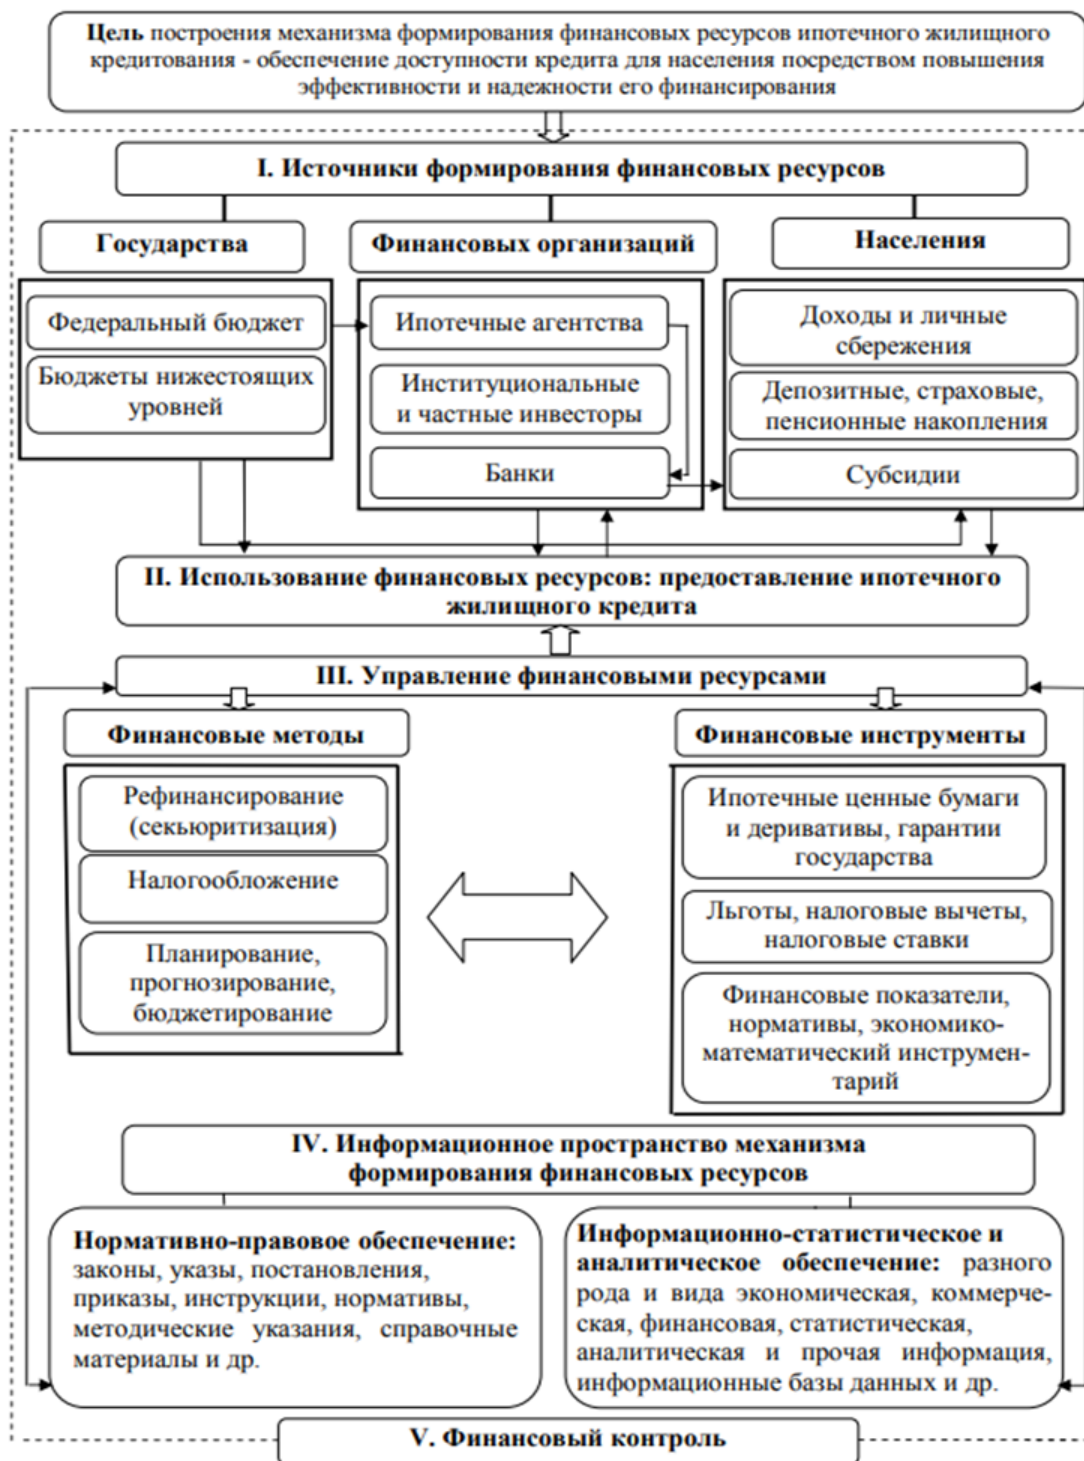 Цель построения механизма формирования финансовых ресурсов ипотечного жилищного
кредитования - обеспечение доступности кредита для населения посредством повышения
эффективности и надежности его финансирования
I. Источники формирования финансовых ресурсов
Государства
Финансовых организаций
Населения
Федеральный бюджет
Бюджеты нижестоящих
уровней
Ипотечные агентства
Институциональные
и частные инвесторы
Банки
Доходы и личные
сбережения
Депозитные, страховые,
пенсионные накопления
Субсидии
II. Использование финансовых ресурсов: предоставление ипотечного
жилищного кредита
III. Управление финансовыми ресурсами
Финансовые методы
Финансовые инструменты
Рефинансирование
(секьюритизация)
Налогообложение
Планирование,
прогнозирование,
бюджетирование
Ипотечные ценные бумаги
и деривативы, гарантии
государства
Льготы, налоговые вычеты,
налоговые ставки
Финансовые показатели,
нормативы, экономико-
математический инструмен-
тарий
IV. Информационное пространство механизма
формирования финансовых ресурсов
Нормативно-правовое обеспечение:
законы, указы, постановления,
приказы, инструкции, нормативы,
методические указания, справочные
материалы и др.
Информационно-статистическое и
аналитическое обеспечение: разного
рода и вида экономическая, коммерче-
ская, финансовая, статистическая,
аналитическая и прочая информация,
информационные базы данных и др.
V. Финансовый контроль